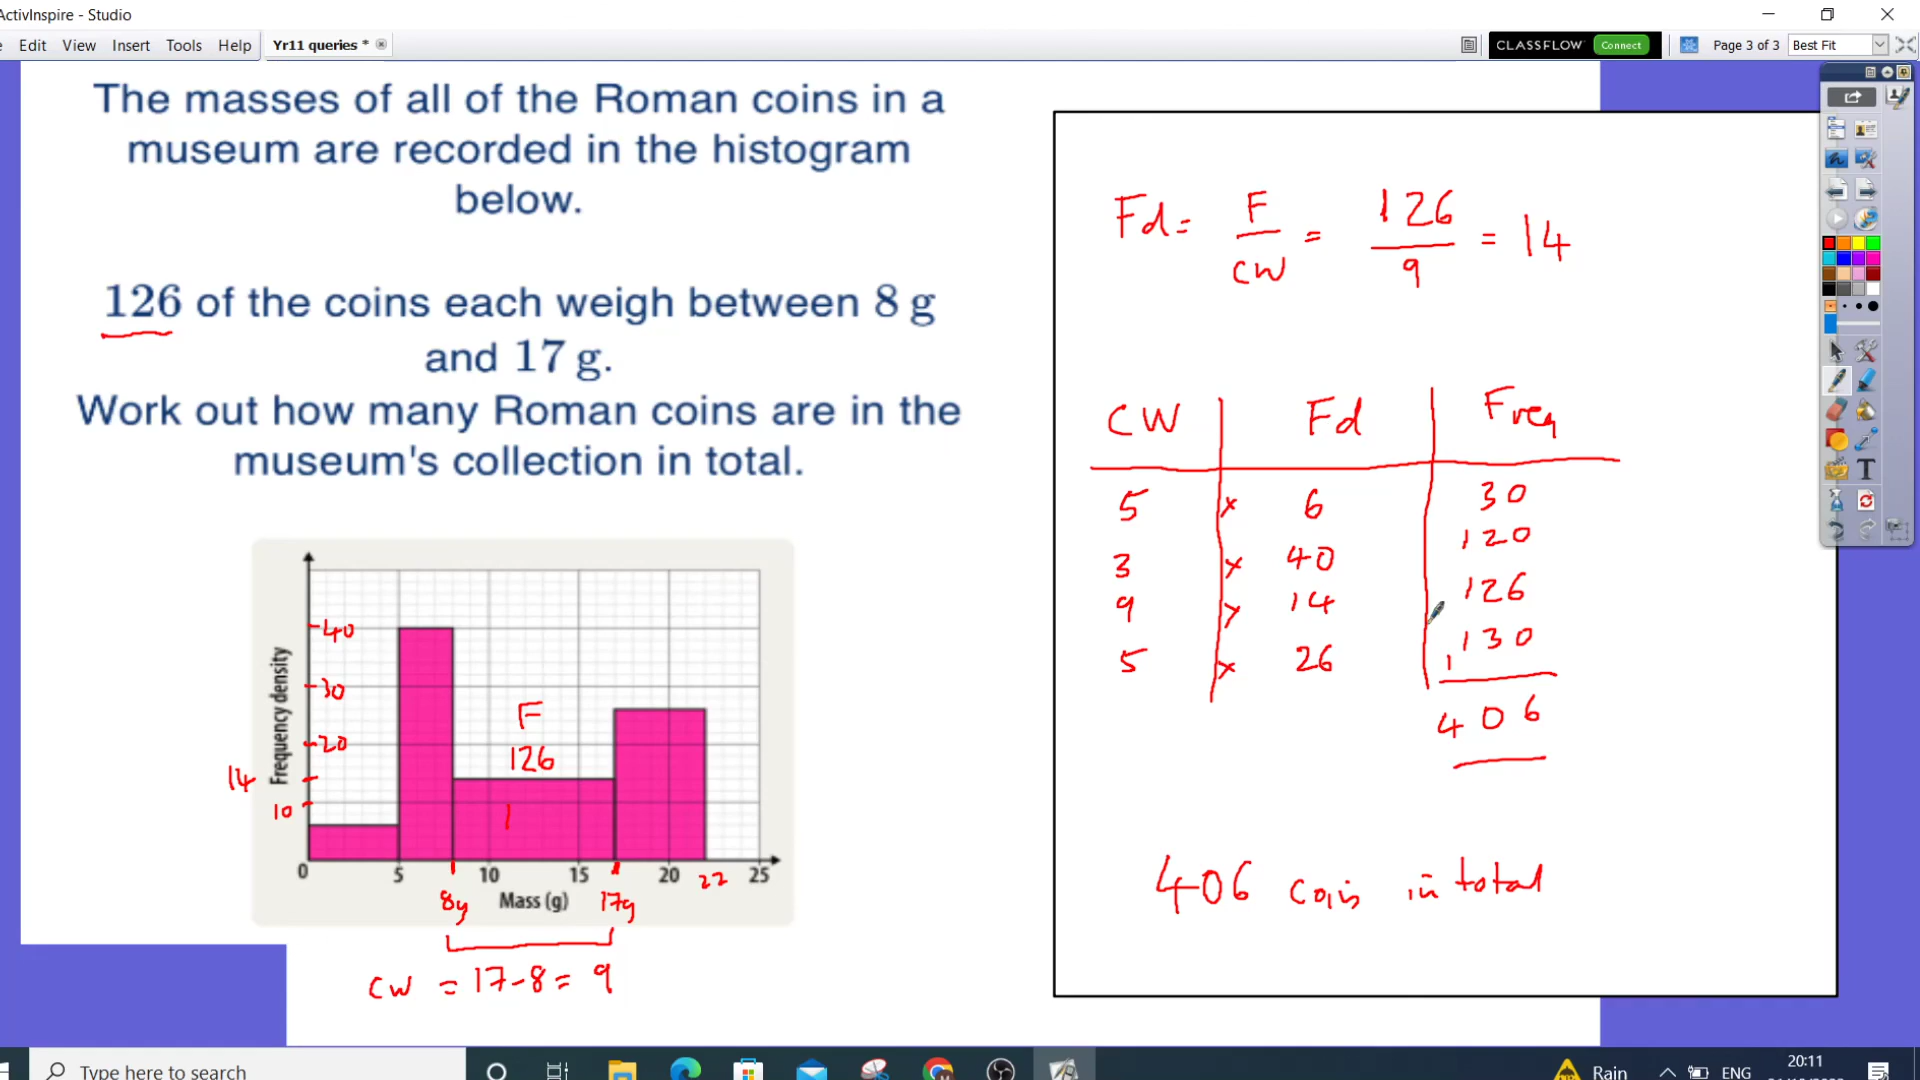 ActivInspire - Studio
Edit View Insert Tools Help Yr11 queries *
CLASSFLOW Connect Page 3 of 3 Best Fit
The masses of all of the Roman coins in a
museum are recorded in the histogram
below.
126 of the coins each weigh between 8 g
and 17 g.
Work out how many Roman coins are in the
museum's collection in total.
40
30
20
14
10
Frequency density
F
126
0 5 10 15 20 22 25
8g Mass (g) 17g
CW = 17-8 = 9
Fd = F/CW = 126/9 = 14
CW Fd Freq
5 x 6 30
3 x 40 120
9 x 14 126
5 x 26 130
1
406
406 coins in total
T
Type here to search
Rain ENG 20:11